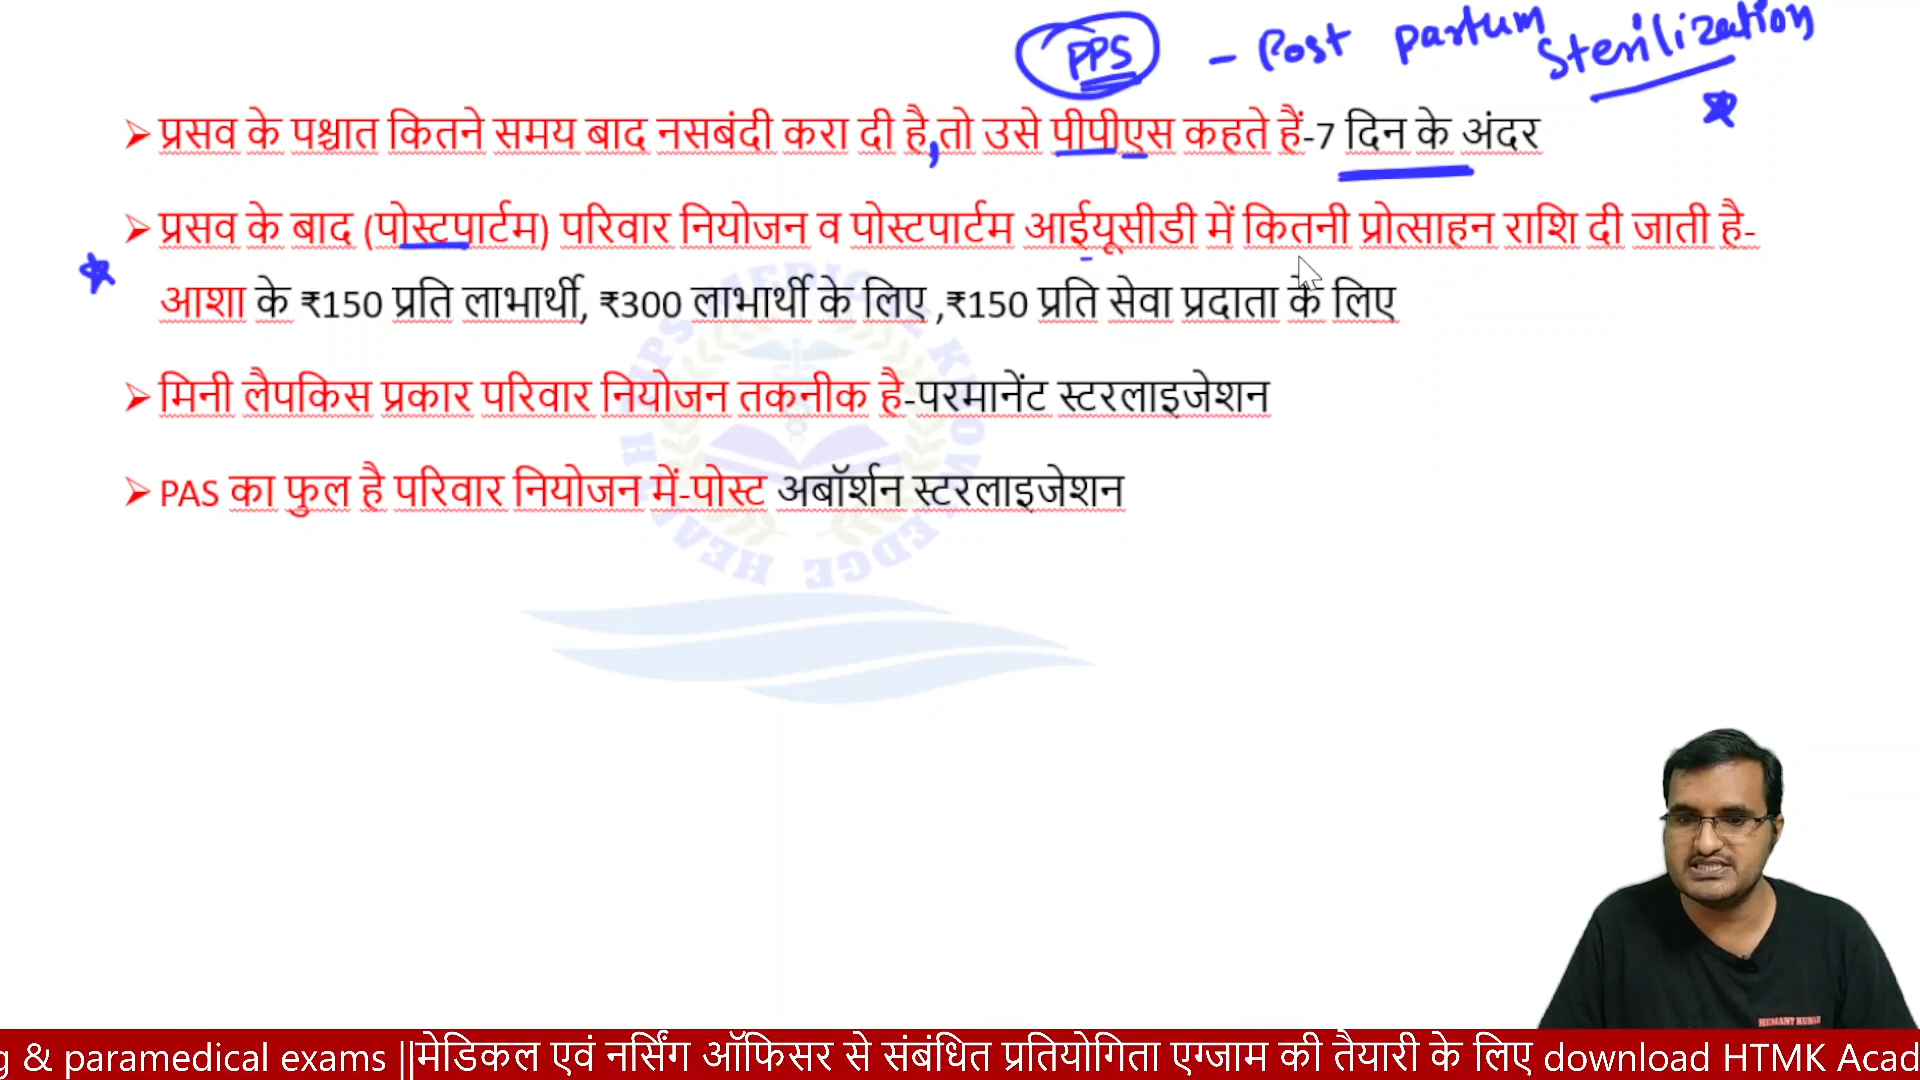 PPS - Post partum Sterilization
प्रसव के पश्चात कितने समय बाद नसबंदी करा दी है,तो उसे पीपीएस कहते हैं-7 दिन के अंदर
प्रसव के बाद (पोस्टपार्टम) परिवार नियोजन व पोस्टपार्टम आईयूसीडी में कितनी प्रोत्साहन राशि दी जाती है-
आशा के ₹150 प्रति लाभार्थी, ₹300 लाभार्थी के लिए ,₹150 प्रति सेवा प्रदाता के लिए
मिनी लैपकिस प्रकार परिवार नियोजन तकनीक है-परमानेंट स्टरलाइजेशन
PAS का फुल है परिवार नियोजन में-पोस्ट अबॉर्शन स्टरलाइजेशन
HEMANT KUMAR
g & paramedical exams ||मेडिकल एवं नर्सिंग ऑफिसर से संबंधित प्रतियोगिता एग्जाम की तैयारी के लिए download HTMK Acad